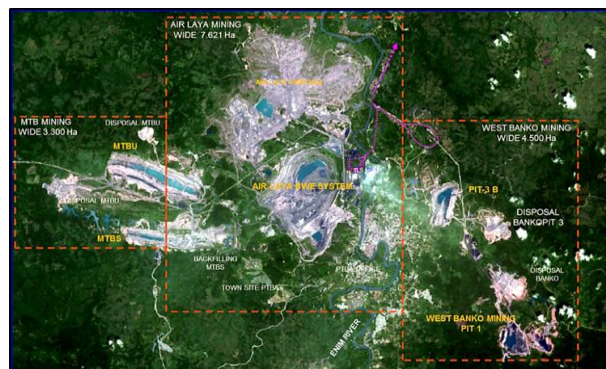 AIR LAYA MINING
WIDE 7.621 Ha
MTB MINING
WIDE 3.300 Ha
DISPOSAL MTBU
MTBU
DISPOSAL MTBU
MTBS
BACKFILLING
MTBS
TOWN SITE PTBA
AIR LAYA BWE SYSTEM
ENIM RIVER
WEST BANKO MINING
WIDE 4.500 Ha
PIT-3 B
DISPOSAL
BANKO PIT 3
DISPOSAL
BANKO
WEST BANKO MINING
PIT 1